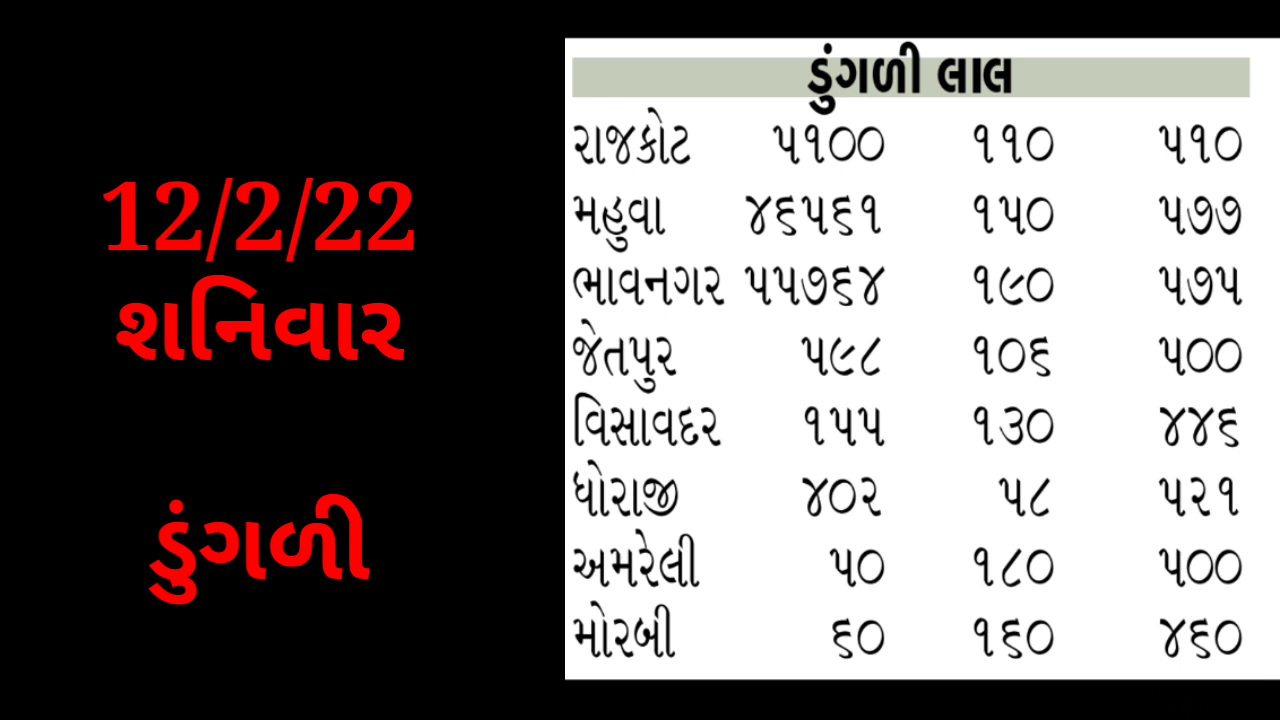 12/2/22
શનિવાર
ડુંગળી
ડુંગળી લાલ
રાજકોટ ૫૧૦૦ ૧૧૦ ૫૧૦
મહુવા ૪૬૫૬૧ ૧૫૦ ૫૭૭
ભાવનગર ૫૫૭૬૪ ૧૯૦ ૫૭૫
જેતપુર ૫૯૮ ૧૦૬ ૫૦૦
વિસાવદર ૧૫૫ ૧૩૦ ૪૪૬
ધોરાજી ૪૦૨ ૫૮ ૫૨૧
અમરેલી ૫૦ ૧૮૦ ૫૦૦
મોરબી ૬૦ ૧૬૦ ૪૬૦